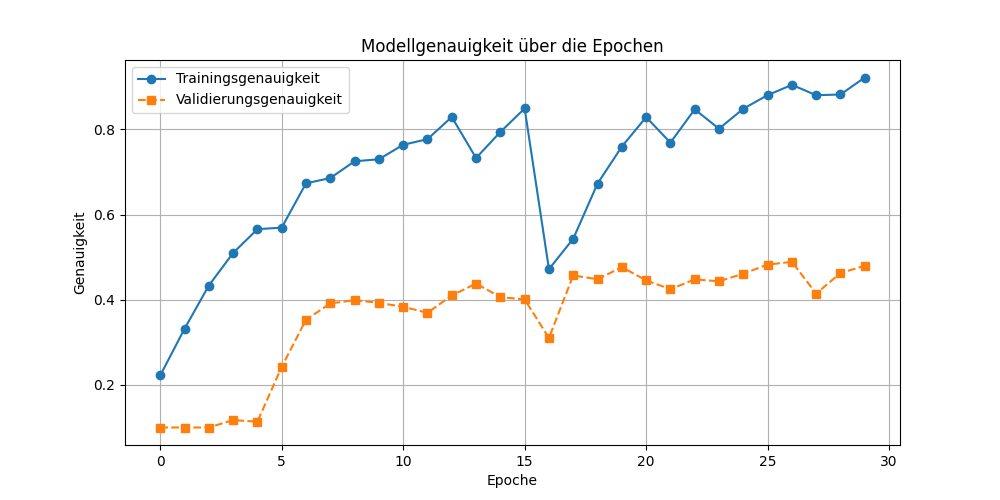 Modellgenauigkeit über die Epochen
Trainingsgenauigkeit
Validierungsgenauigkeit
Genauigkeit
0.8
0.6
0.4
0.2
0 5 10 15 20 25 30
Epoche